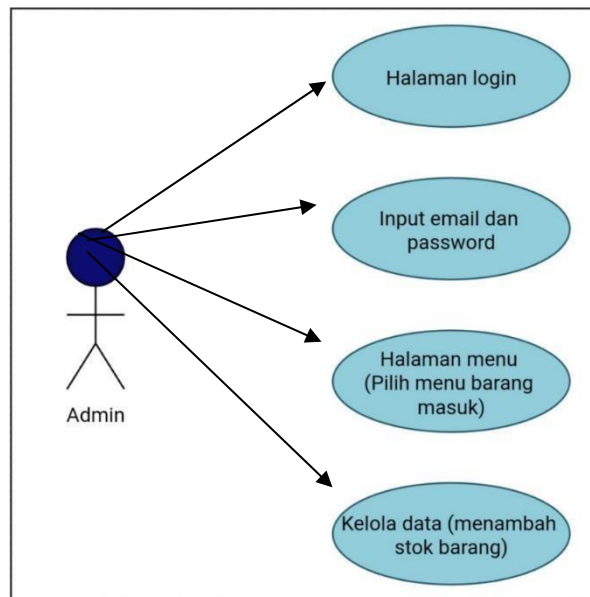 Halaman login
Input email dan
password
Halaman menu
(Pilih menu barang
masuk)
Admin
Kelola data (menambah
stok barang)